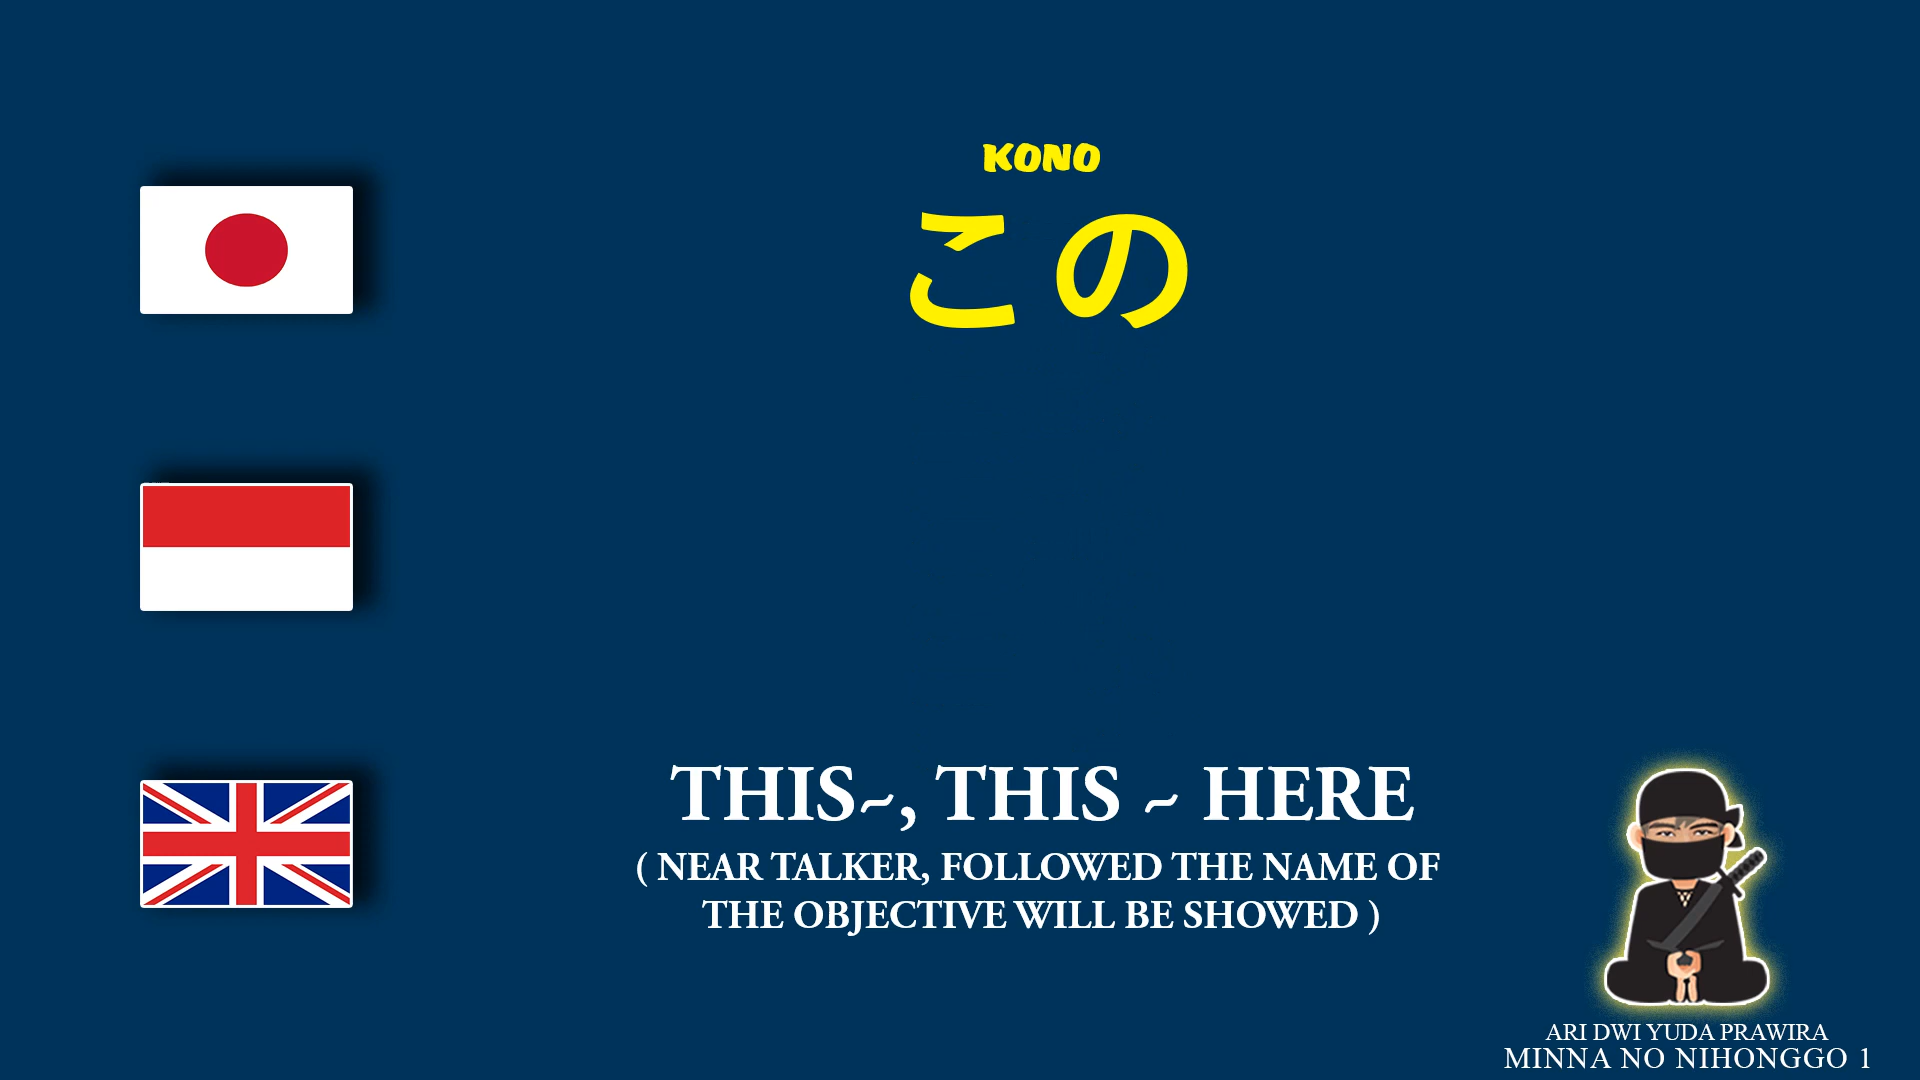 KONO
この
THIS~, THIS ~ HERE
( NEAR TALKER, FOLLOWED THE NAME OF
THE OBJECTIVE WILL BE SHOWED )
ARI DWI YUDA PRAWIRA
MINNA NO NIHONGGO 1